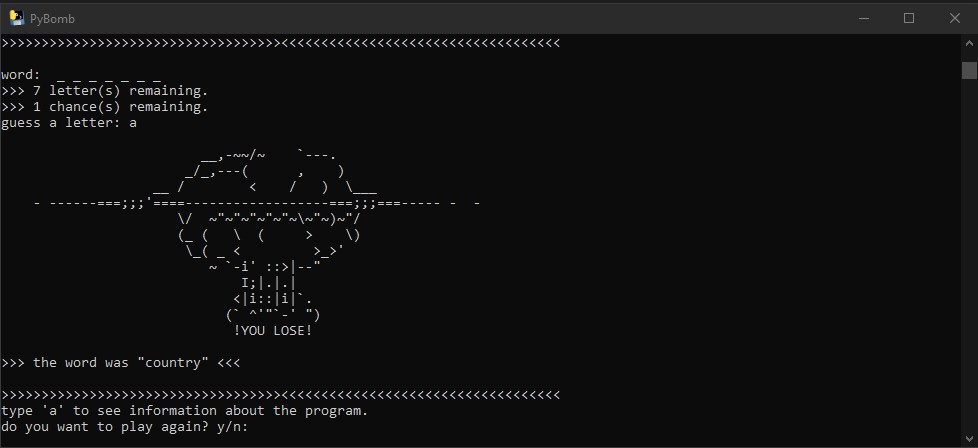 PyBomb
>>>>>>>>>>>>>>>>>>>>>>>>>>>>>>>>>>><<<<<<<<<<<<<<<<<<<<<<<<<<<<<<<<<<<
word:  _ _ _ _ _ _ _
>>> 7 letter(s) remaining.
>>> 1 chance(s) remaining.
guess a letter: a
                         __,-~~/~    `---.
                       _/_,---(      ,    )
                   __ /        <    /   )  \___
    - ------===;;;'====------------------===;;;===----- -  -
                      \/  ~"~"~"~"~"~\~"~)~"/
                      (_ (   \  (     >    \)
                       \_( _ <         >_>'
                          ~ `-i' ::>|--"
                              I;|.|.|
                             <|i::|i|`.
                            (` ^'"`-' ")
                             !YOU LOSE!
>>> the word was "country" <<<
>>>>>>>>>>>>>>>>>>>>>>>>>>>>>>>>>>><<<<<<<<<<<<<<<<<<<<<<<<<<<<<<<<<<<
type 'a' to see information about the program.
do you want to play again? y/n: